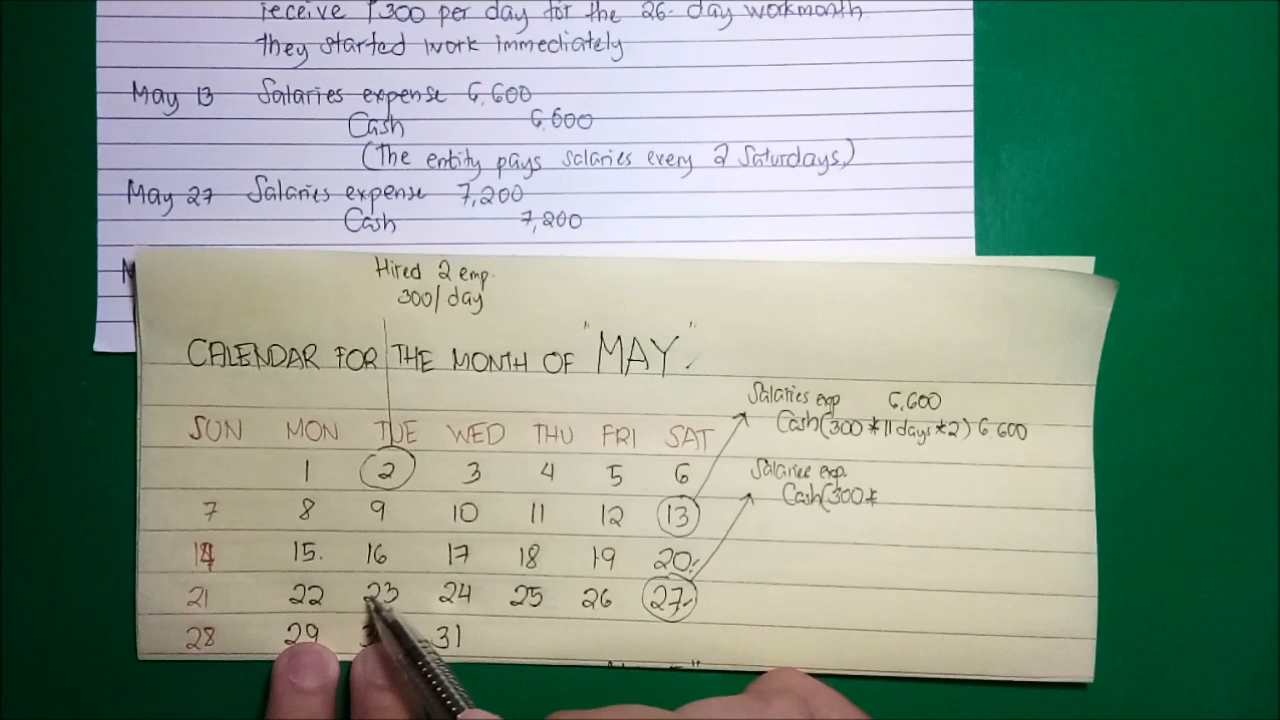 receive ₱300 per day for the 26- day workmonth
they started work immediately
May 13 Salaries expense 6,600
Cash 6,600
(The entity pays salaries every 2 Saturdays.)
May 27 Salaries expense 7,200
Cash 7,200
Hired 2 emp.
300/day
CALENDAR FOR THE MONTH OF "MAY".
Salaries exp 6,600
Cash(300*11days*2) 6,600
SUN MON TUE WED THU FRI SAT
Salaries exp.
Cash(300*
1 2 3 4 5 6
7 8 9 10 11 12 13
14 15. 16 17 18 19 20
21 22 23 24 25 26 27
28 29 31